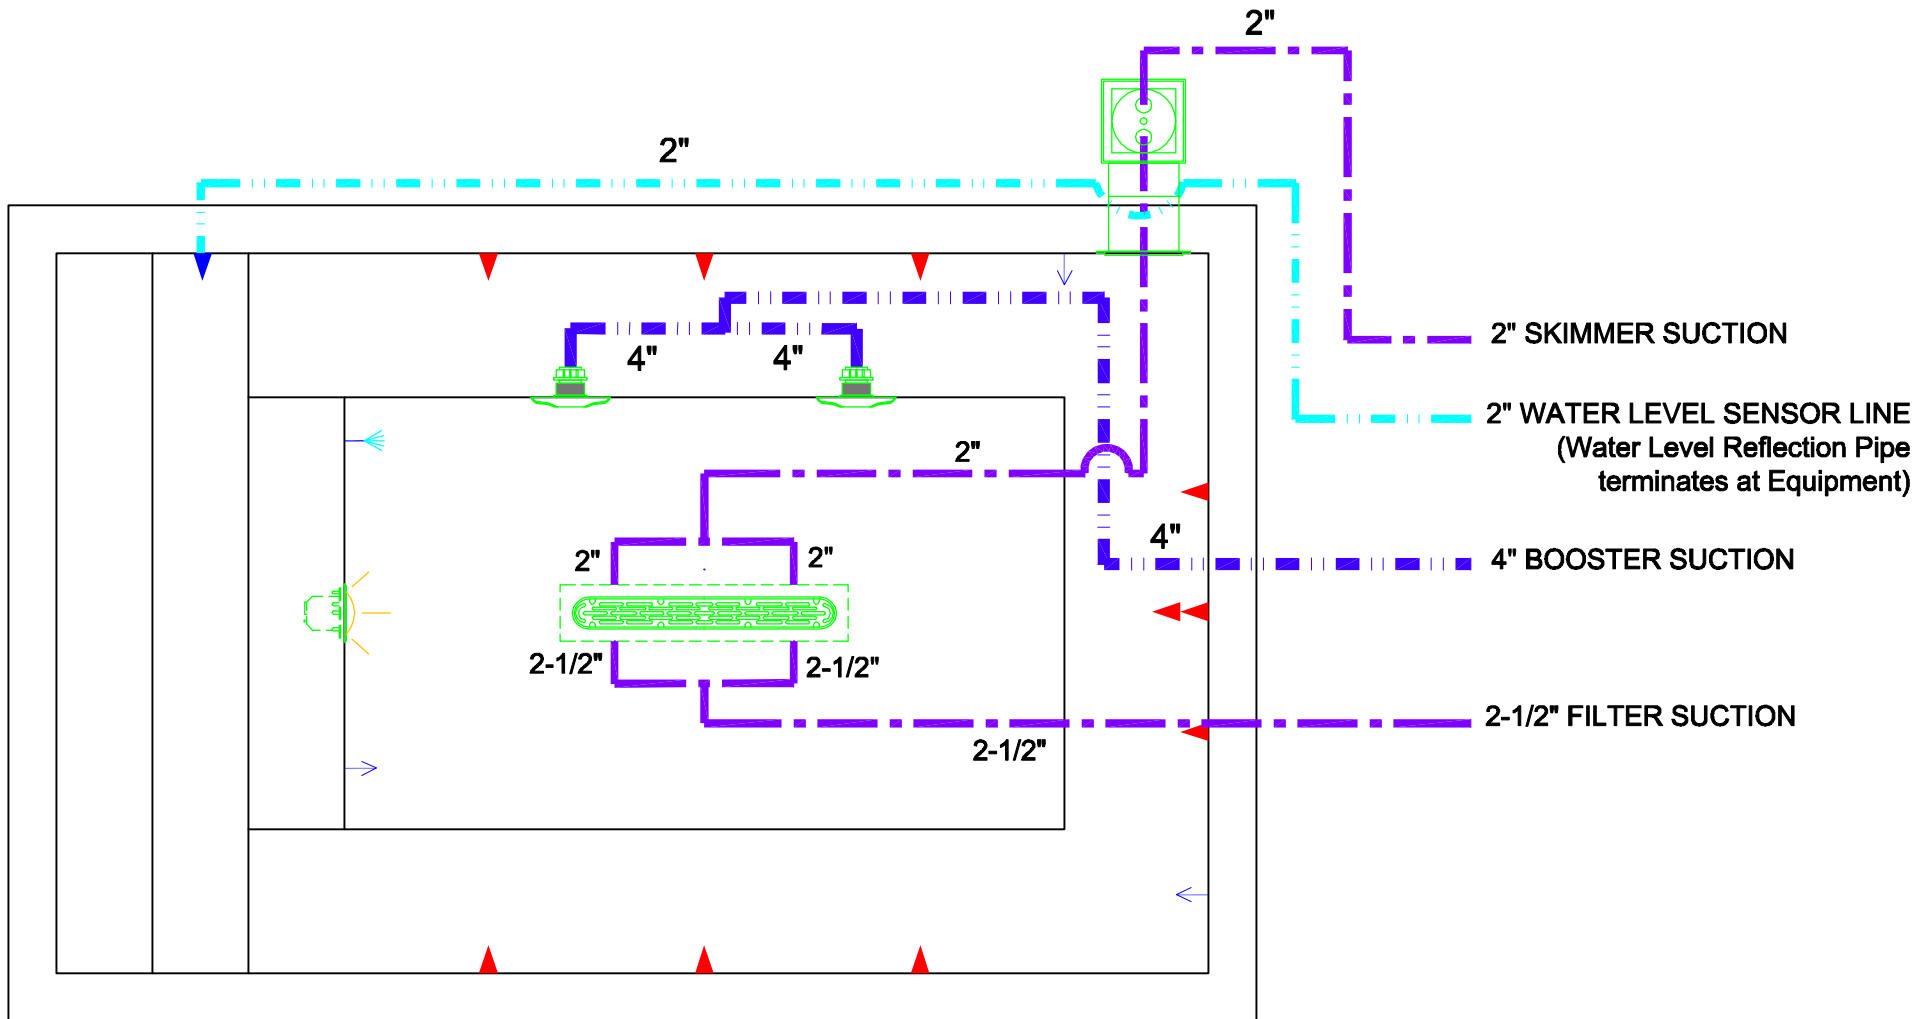 2"
2"
2" SKIMMER SUCTION
4"
4"
2" WATER LEVEL SENSOR LINE
(Water Level Reflection Pipe
terminates at Equipment)
2"
4"
2"
2"
4" BOOSTER SUCTION
2-1/2"
2-1/2"
2-1/2" FILTER SUCTION
2-1/2"